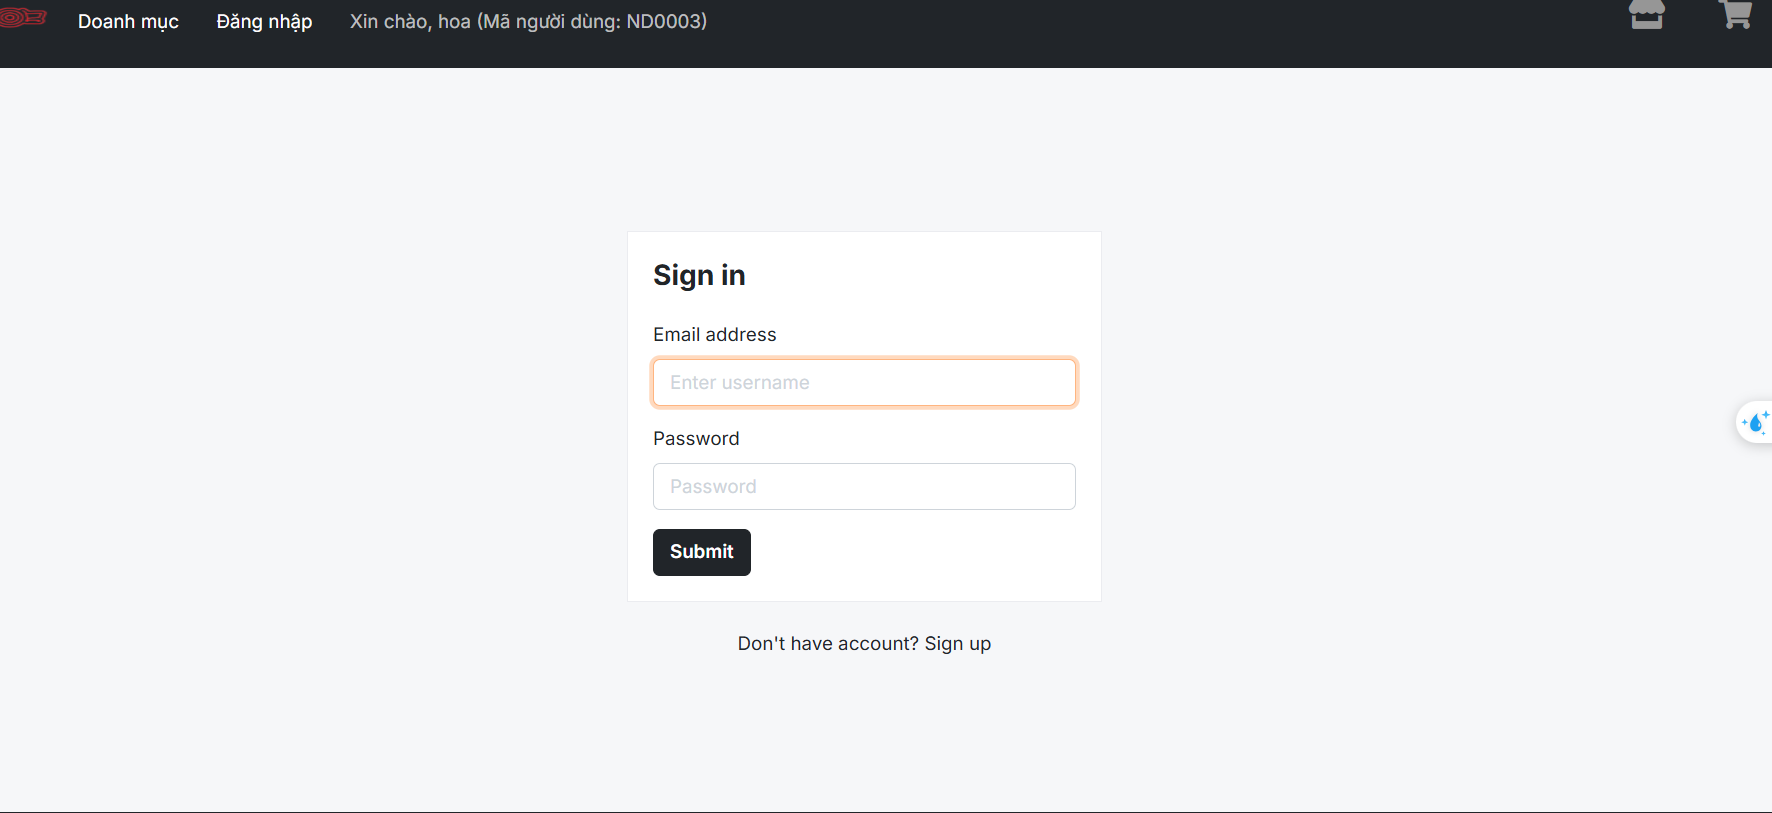 Doanh mục Đăng nhập Xin chào, hoa (Mã người dùng: ND0003)
Sign in
Email address
Enter username
Password
Password
Submit
Don't have account? Sign up